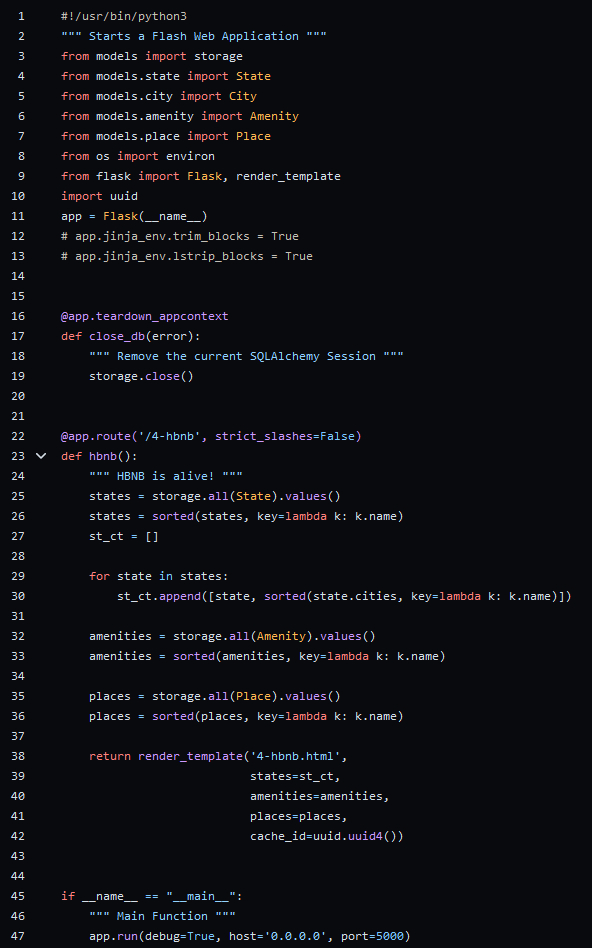 1 #!/usr/bin/python3
2 """ Starts a Flash Web Application """
3 from models import storage
4 from models.state import State
5 from models.city import City
6 from models.amenity import Amenity
7 from models.place import Place
8 from os import environ
9 from flask import Flask, render_template
10 import uuid
11 app = Flask(__name__)
12 # app.jinja_env.trim_blocks = True
13 # app.jinja_env.lstrip_blocks = True
14
15
16 @app.teardown_appcontext
17 def close_db(error):
18     """ Remove the current SQLAlchemy Session """
19     storage.close()
20
21
22 @app.route('/4-hbnb', strict_slashes=False)
23 def hbnb():
24     """ HBNB is alive! """
25     states = storage.all(State).values()
26     states = sorted(states, key=lambda k: k.name)
27     st_ct = []
28
29     for state in states:
30         st_ct.append([state, sorted(state.cities, key=lambda k: k.name)])
31
32     amenities = storage.all(Amenity).values()
33     amenities = sorted(amenities, key=lambda k: k.name)
34
35     places = storage.all(Place).values()
36     places = sorted(places, key=lambda k: k.name)
37
38     return render_template('4-hbnb.html',
39                            states=st_ct,
40                            amenities=amenities,
41                            places=places,
42                            cache_id=uuid.uuid4())
43
44
45 if __name__ == "__main__":
46     """ Main Function """
47     app.run(debug=True, host='0.0.0.0', port=5000)